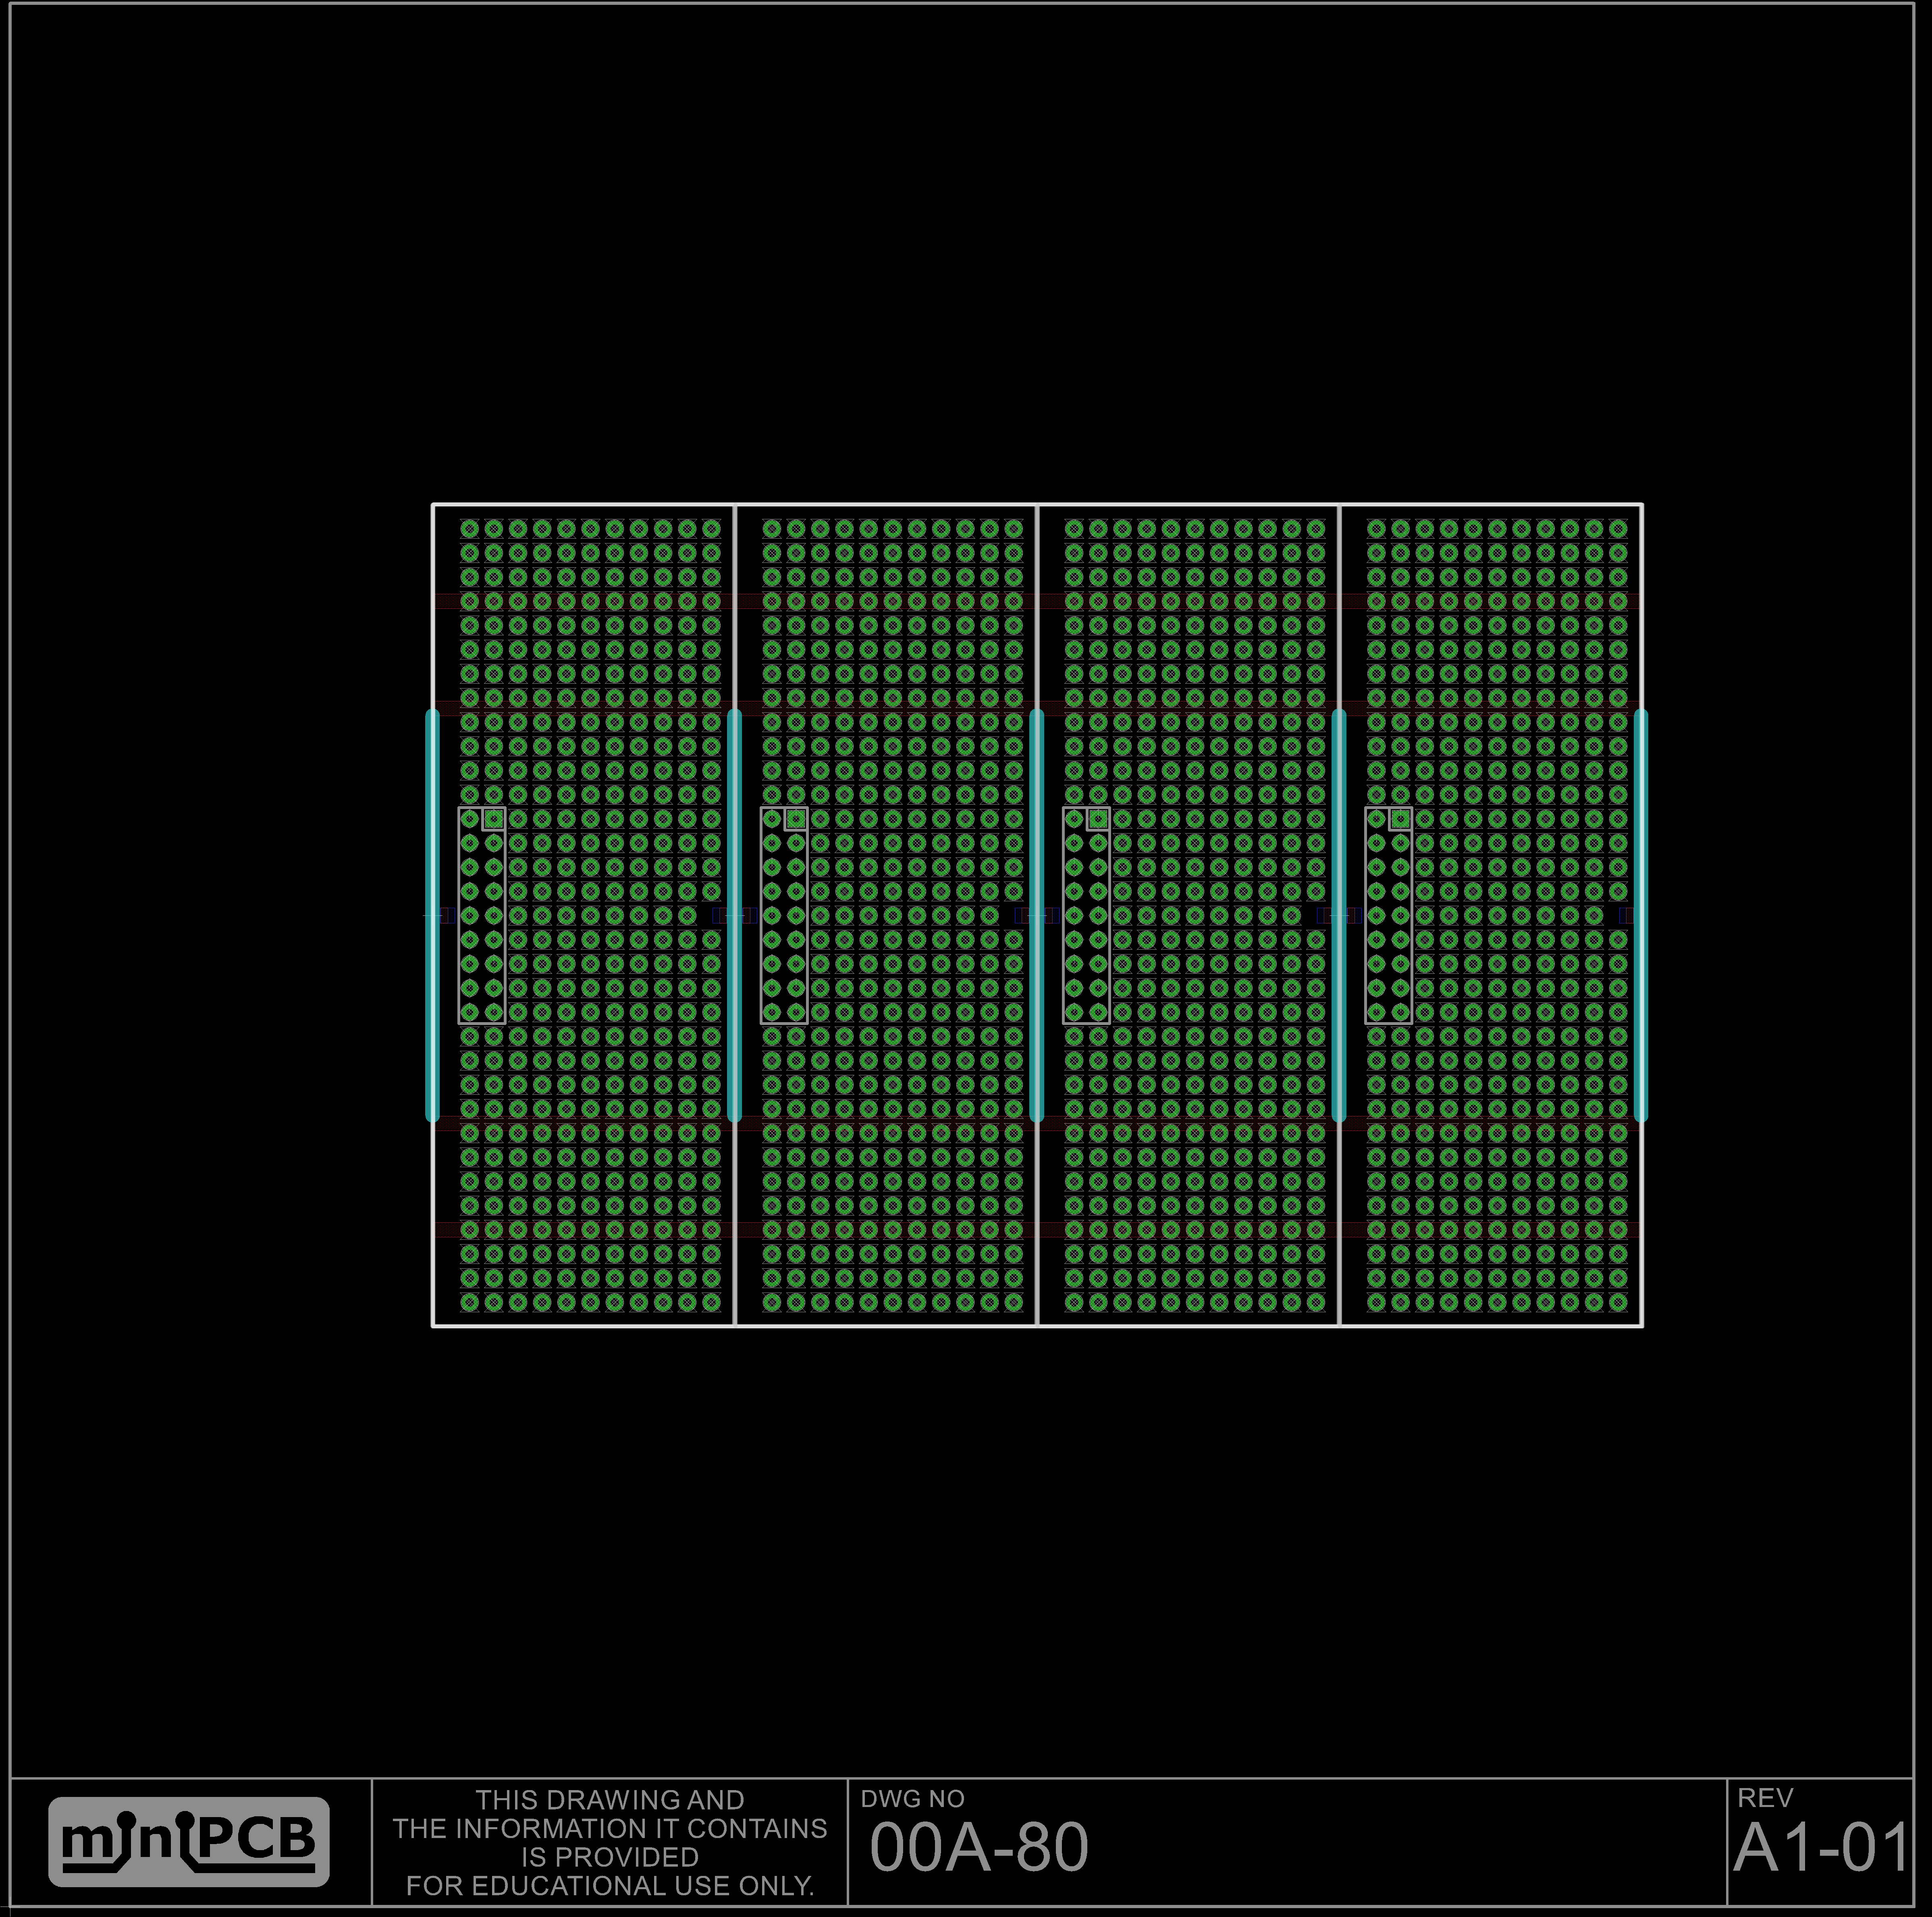 miniPCB
THIS DRAWING AND
THE INFORMATION IT CONTAINS
IS PROVIDED
FOR EDUCATIONAL USE ONLY.
DWG NO
00A-80
REV
A1-01